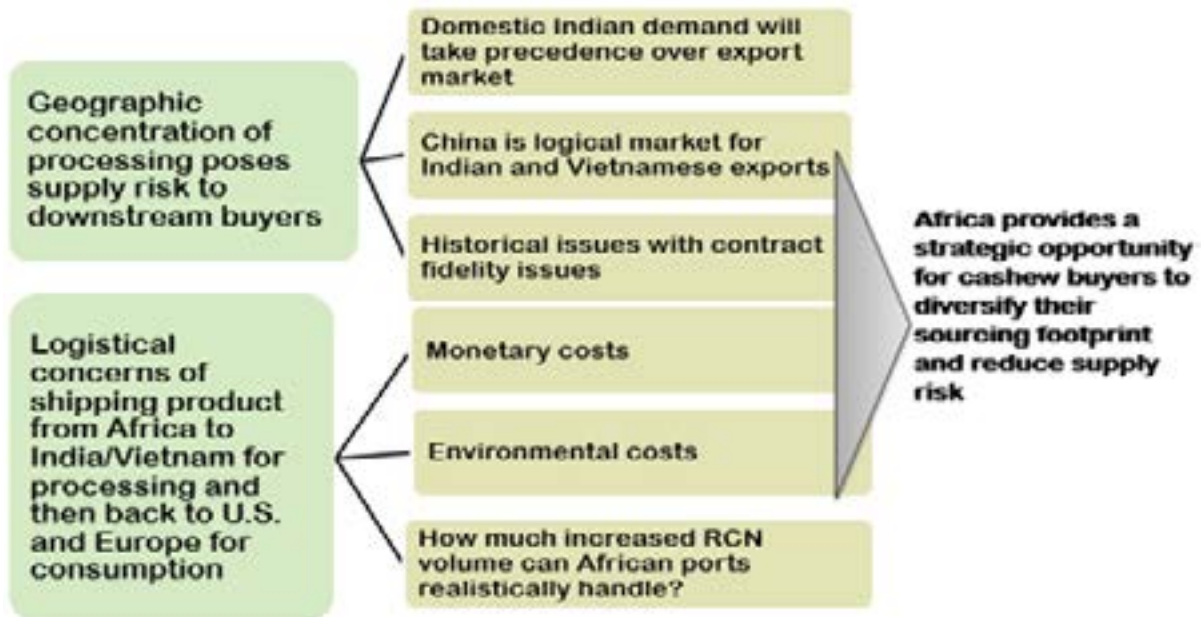 Geographic
concentration of
processing poses
supply risk to
downstream buyers
Domestic Indian demand will
take precedence over export
market
China is logical market for
Indian and Vietnamese exports
Historical issues with contract
fidelity issues
Logistical
concerns of
shipping product
from Africa to
India/Vietnam for
processing and
then back to U.S.
and Europe for
consumption
Monetary costs
Environmental costs
How much increased RCN
volume can African ports
realistically handle?
Africa provides a
strategic opportunity
for cashew buyers to
diversify their
sourcing footprint
and reduce supply
risk